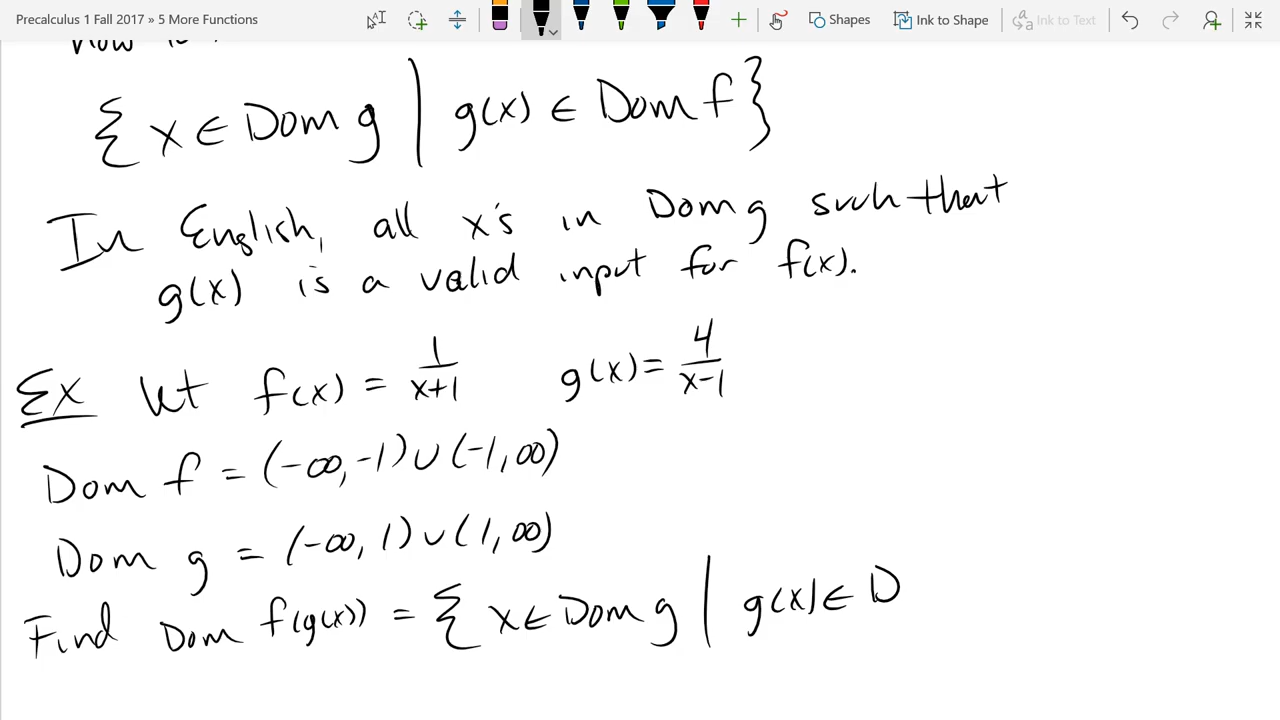 Precalculus 1 Fall 2017 » 5 More Functions
Shapes
Ink to Shape
Ink to Text
{ x ∈ Dom g | g(x) ∈ Dom f }
In English, all x's in Dom g such that
g(x) is a valid input for f(x).
Ex let f(x) = 1/(x+1) g(x) = 4/(x-1)
Dom f = (-∞, -1) ∪ (-1, ∞)
Dom g = (-∞, 1) ∪ (1, ∞)
Find Dom f(g(x)) = { x ∈ Dom g | g(x) ∈ D